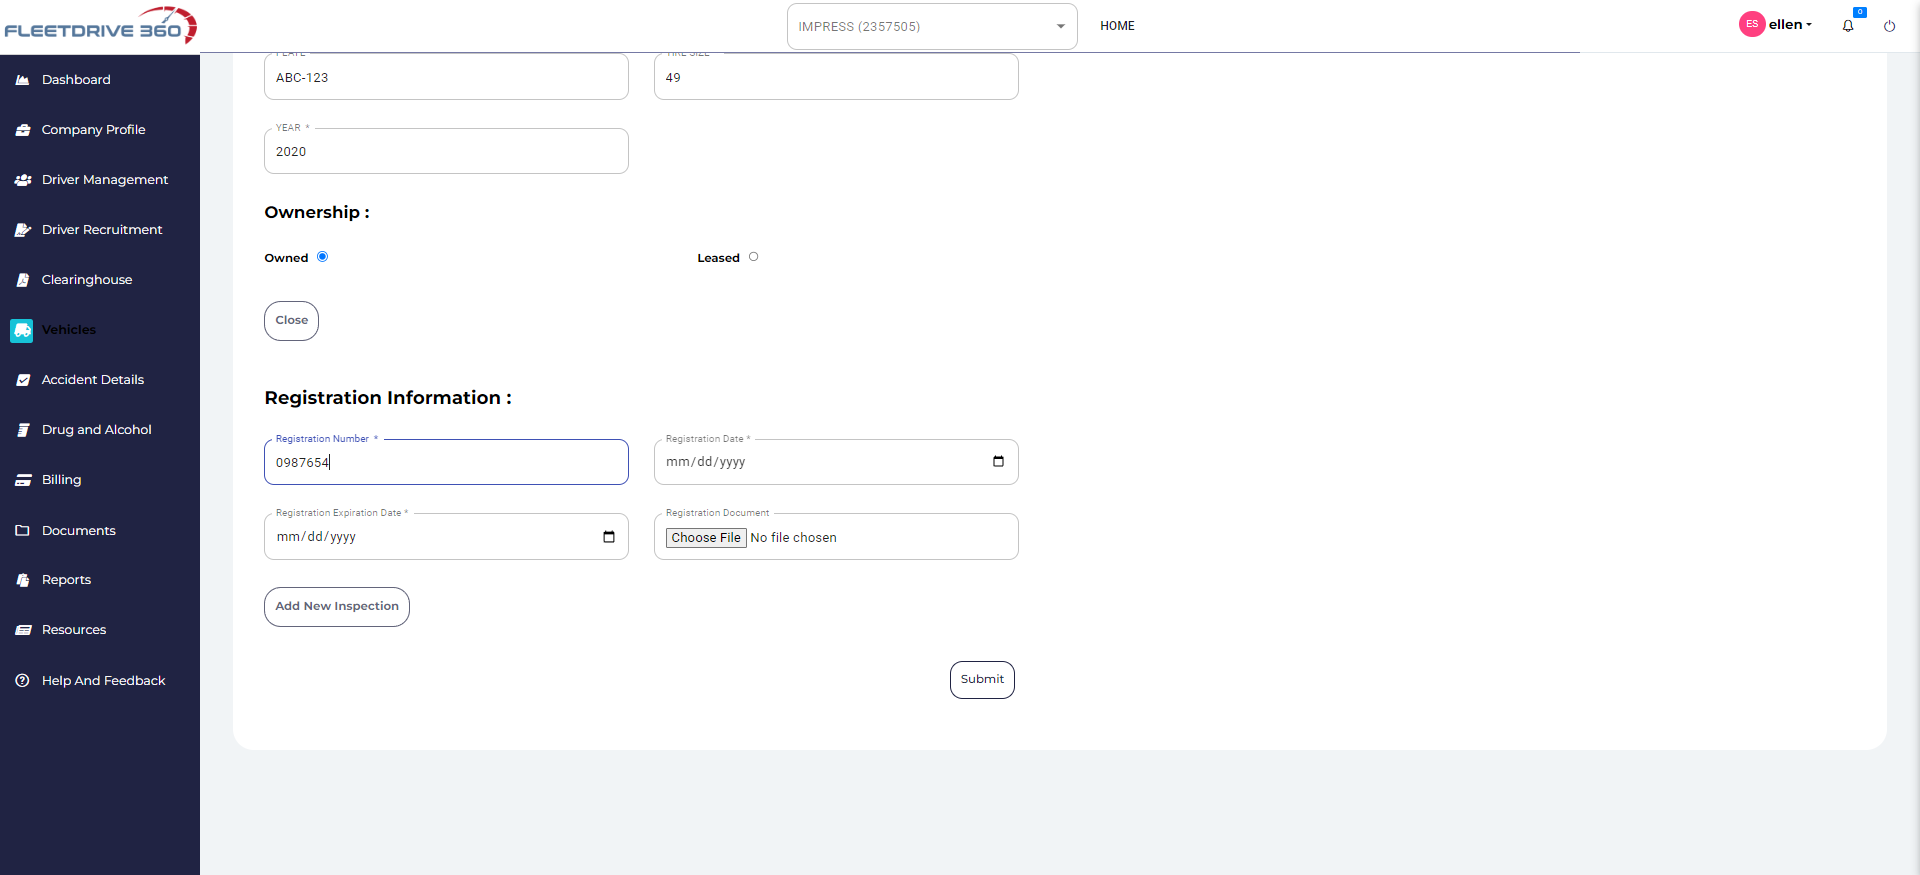 FLEETDRIVE 360
IMPRESS (2357505)
HOME
ES
ellen
0
Dashboard
Company Profile
Driver Management
Driver Recruitment
Clearinghouse
Vehicles
Accident Details
Drug and Alcohol
Billing
Documents
Reports
Resources
Help And Feedback
PLATE
ABC-123
TIRE SIZE
49
YEAR *
2020
Ownership :
Owned
Leased
Close
Registration Information :
Registration Number *
0987654
Registration Date *
mm/dd/yyyy
Registration Expiration Date *
mm/dd/yyyy
Registration Document
Choose File No file chosen
Add New Inspection
Submit